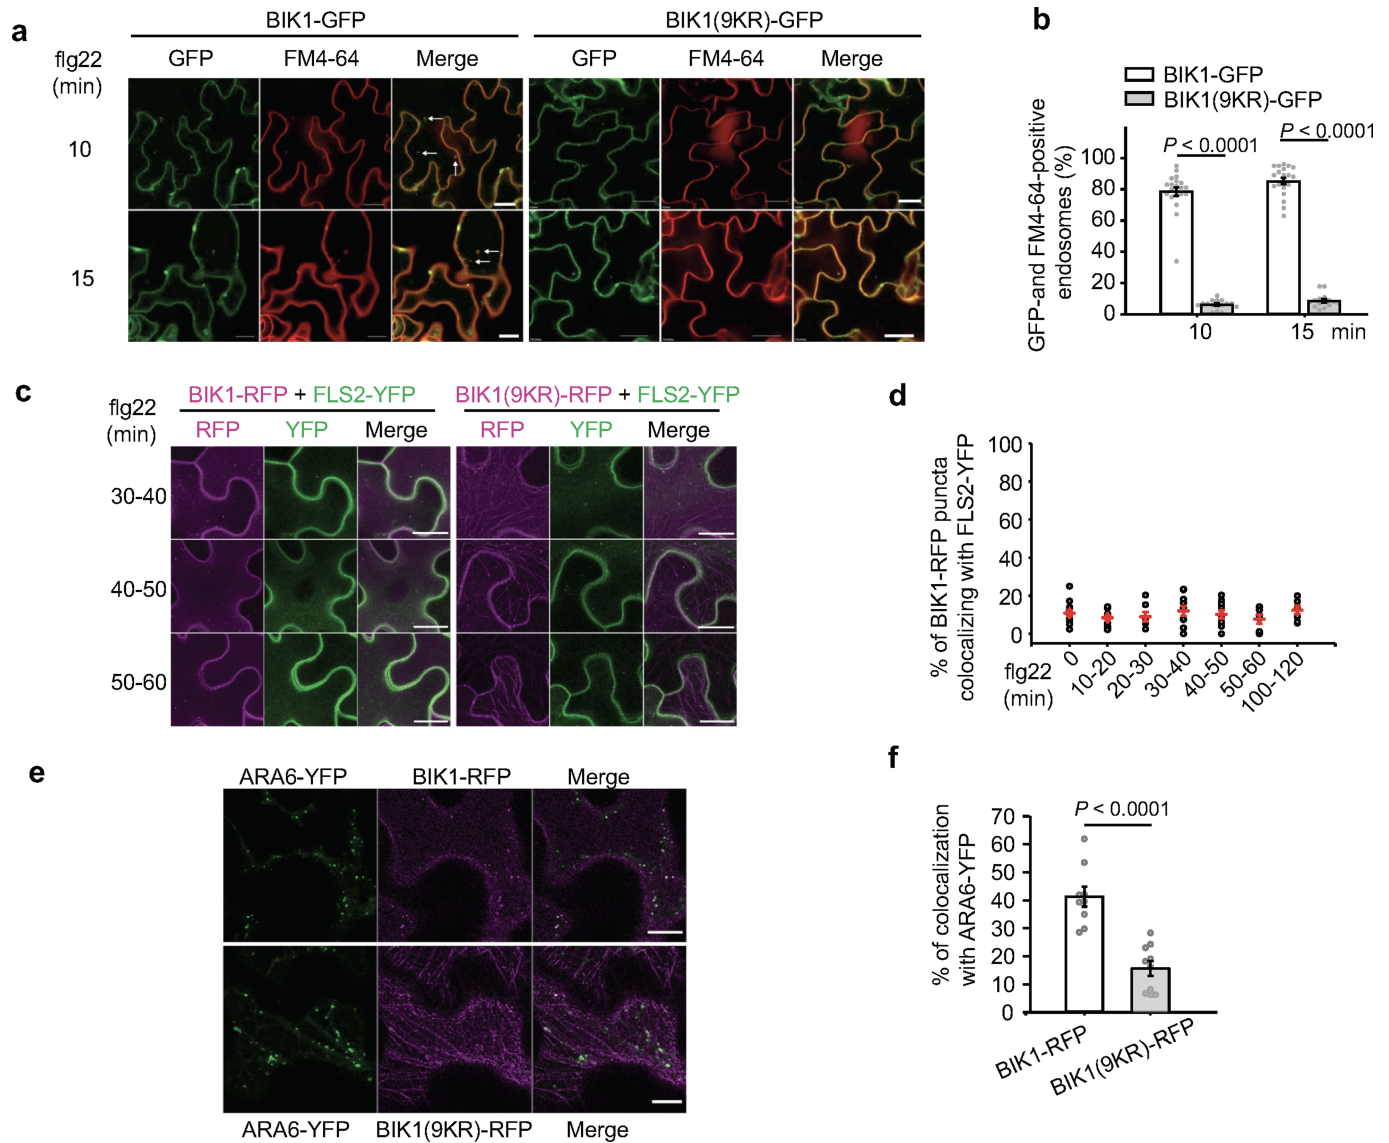 a
BIK1-GFP
BIK1(9KR)-GFP
flg22
(min)
GFP
FM4-64
Merge
GFP
FM4-64
Merge
10
15
b
BIK1-GFP
BIK1(9KR)-GFP
GFP-and FM4-64-positive
endosomes (%)
100
80
60
40
20
0
P < 0.0001
P < 0.0001
10
15
min
c
BIK1-RFP + FLS2-YFP
BIK1(9KR)-RFP + FLS2-YFP
flg22
(min)
RFP
YFP
Merge
RFP
YFP
Merge
30-40
40-50
50-60
d
% of BIK1-RFP puncta
colocalizing with FLS2-YFP
100
80
60
40
20
0
flg22
(min)
0
10-20
20-30
30-40
40-50
50-60
100-120
e
ARA6-YFP
BIK1-RFP
Merge
ARA6-YFP
BIK1(9KR)-RFP
Merge
f
% of colocalization
with ARA6-YFP
70
60
50
40
30
20
10
0
P < 0.0001
BIK1-RFP
BIK1(9KR)-RFP